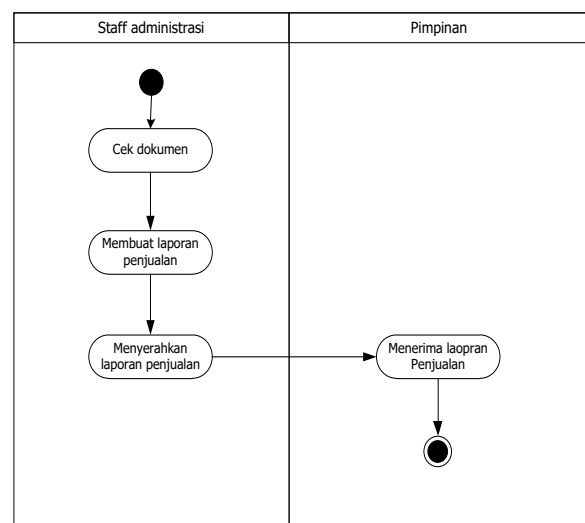 Staff administrasi
Pimpinan
Cek dokumen
Membuat laporan
penjualan
Menyerahkan
laporan penjualan
Menerima laopran
Penjualan